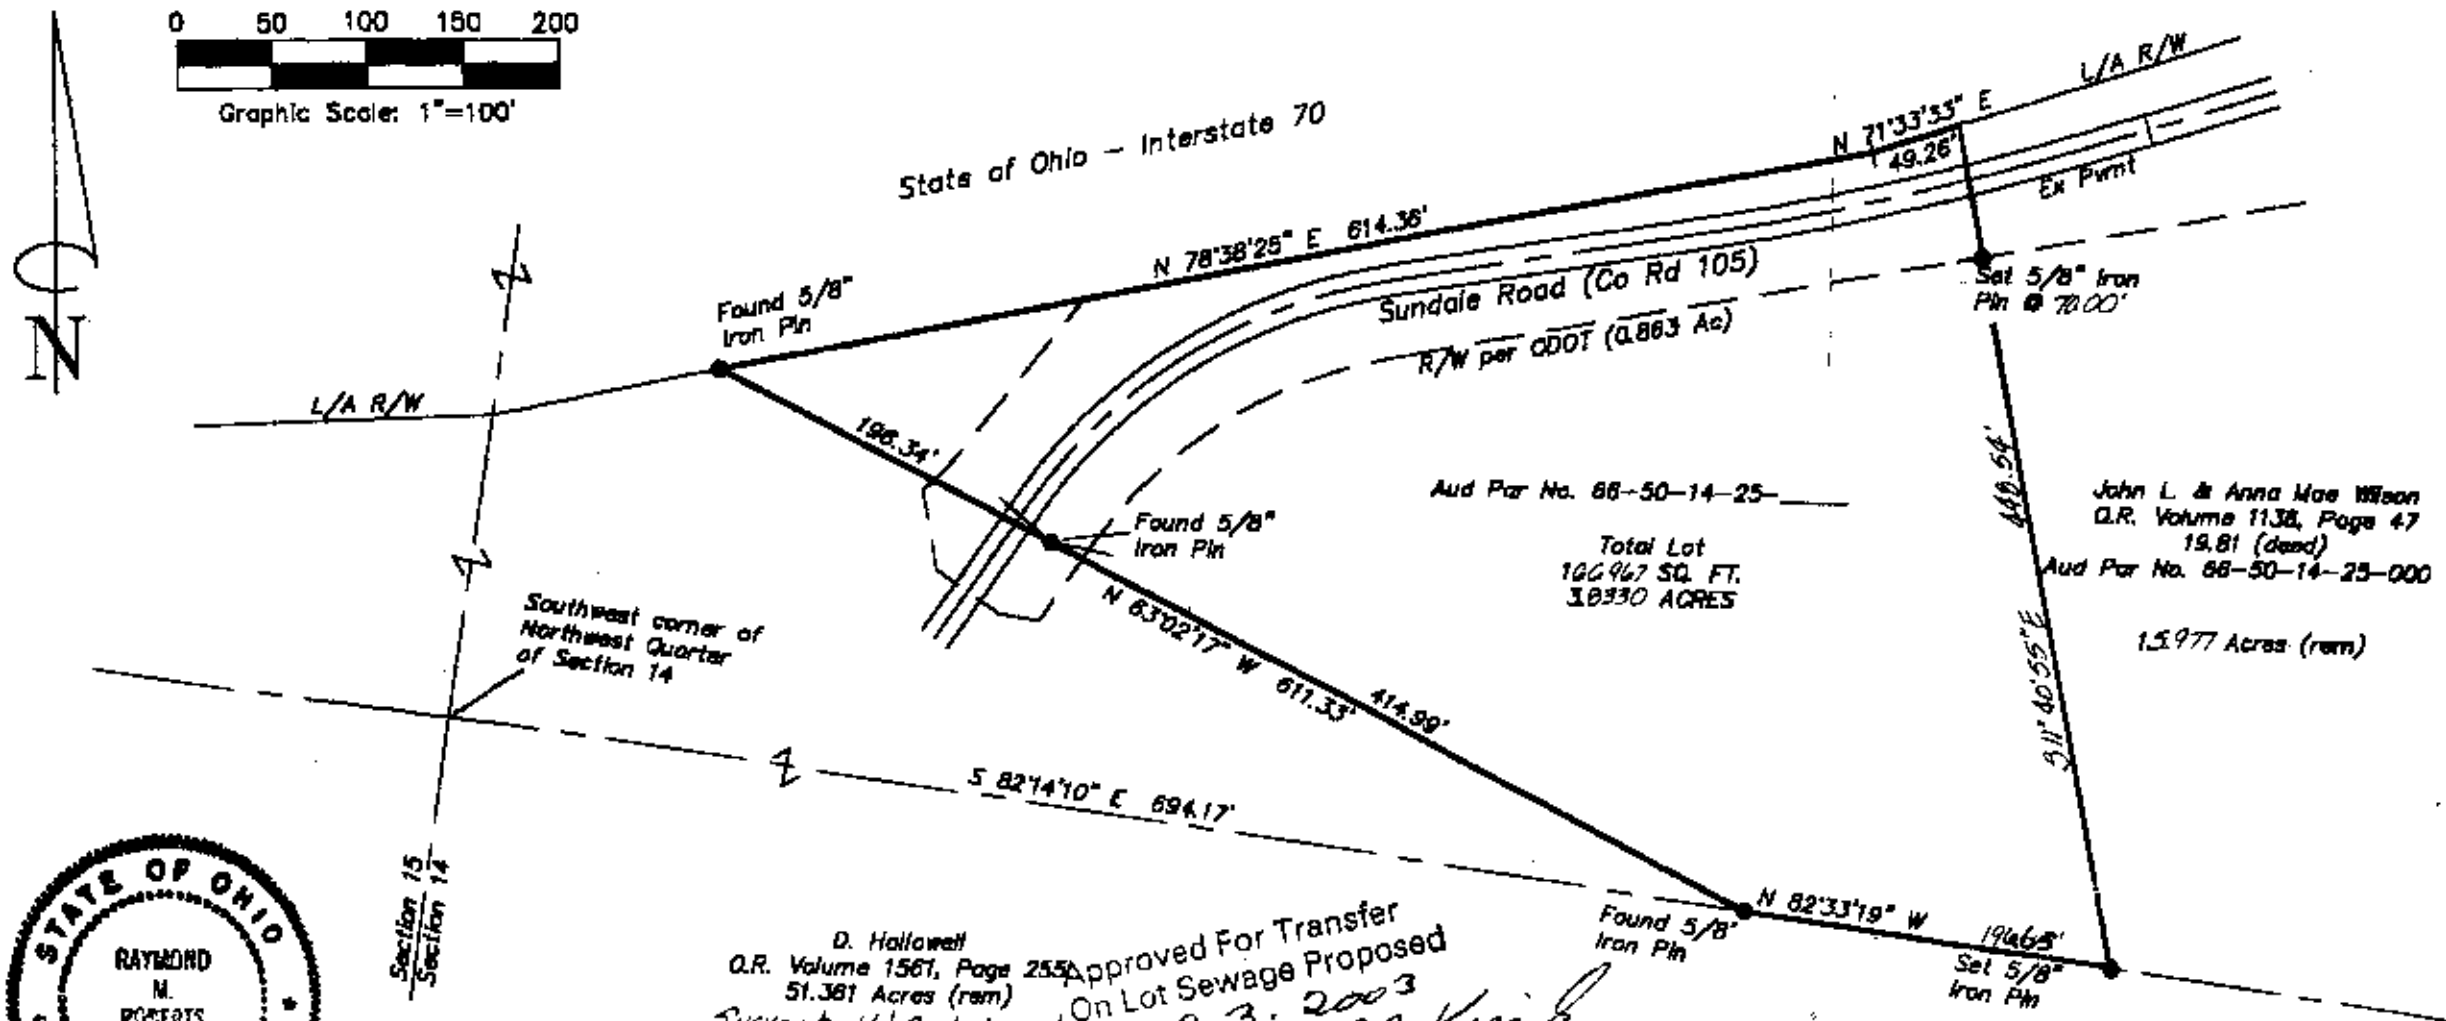 0 50 100 150 200
Graphic Scale: 1"=100'
N
State of Ohio - Interstate 70
L/A R/W
N 71°33'33" E
49.26'
Ex Pvmt
N 78°38'25" E 614.36'
Sundale Road (Co Rd 105)
R/W per ODOT (0.863 Ac)
Set 5/8" Iron
Pin @ 70.00'
Found 5/8"
Iron Pin
L/A R/W
196.34'
Found 5/8"
Iron Pin
Aud Par No. 66-50-14-25-____
Total Lot
SQ. FT.
ACRES
John L. & Anna Mae Wilson
O.R. Volume 1138, Page 47
19.81 (deed)
Aud Par No. 66-50-14-25-000
15.977 Acres (rem)
S 11°40'55" E
Southwest corner of
Northwest Quarter
of Section 14
N 63°02'17" W 611.33'
414.99'
S 82°14'10" E 694.17'
Section 15
Section 14
N 82°33'19" W
Found 5/8"
Iron Pin
Set 5/8"
Iron Pin
D. Hollowell
O.R. Volume 1561, Page 255
51.361 Acres (rem)
Approved For Transfer
On Lot Sewage Proposed
3, 2003
STATE OF OHIO
RAYMOND
M.
ROBERTS